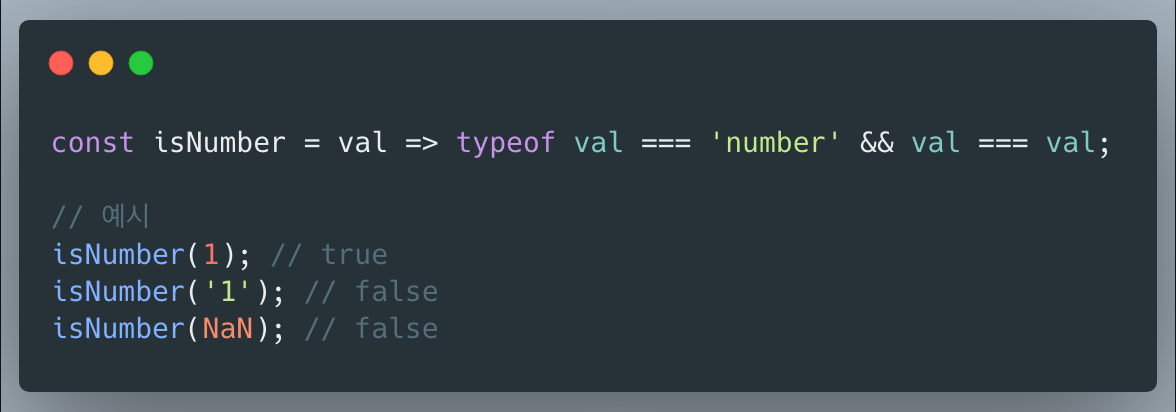 const isNumber = val => typeof val === 'number' && val === val;
// 예시
isNumber(1); // true
isNumber('1'); // false
isNumber(NaN); // false